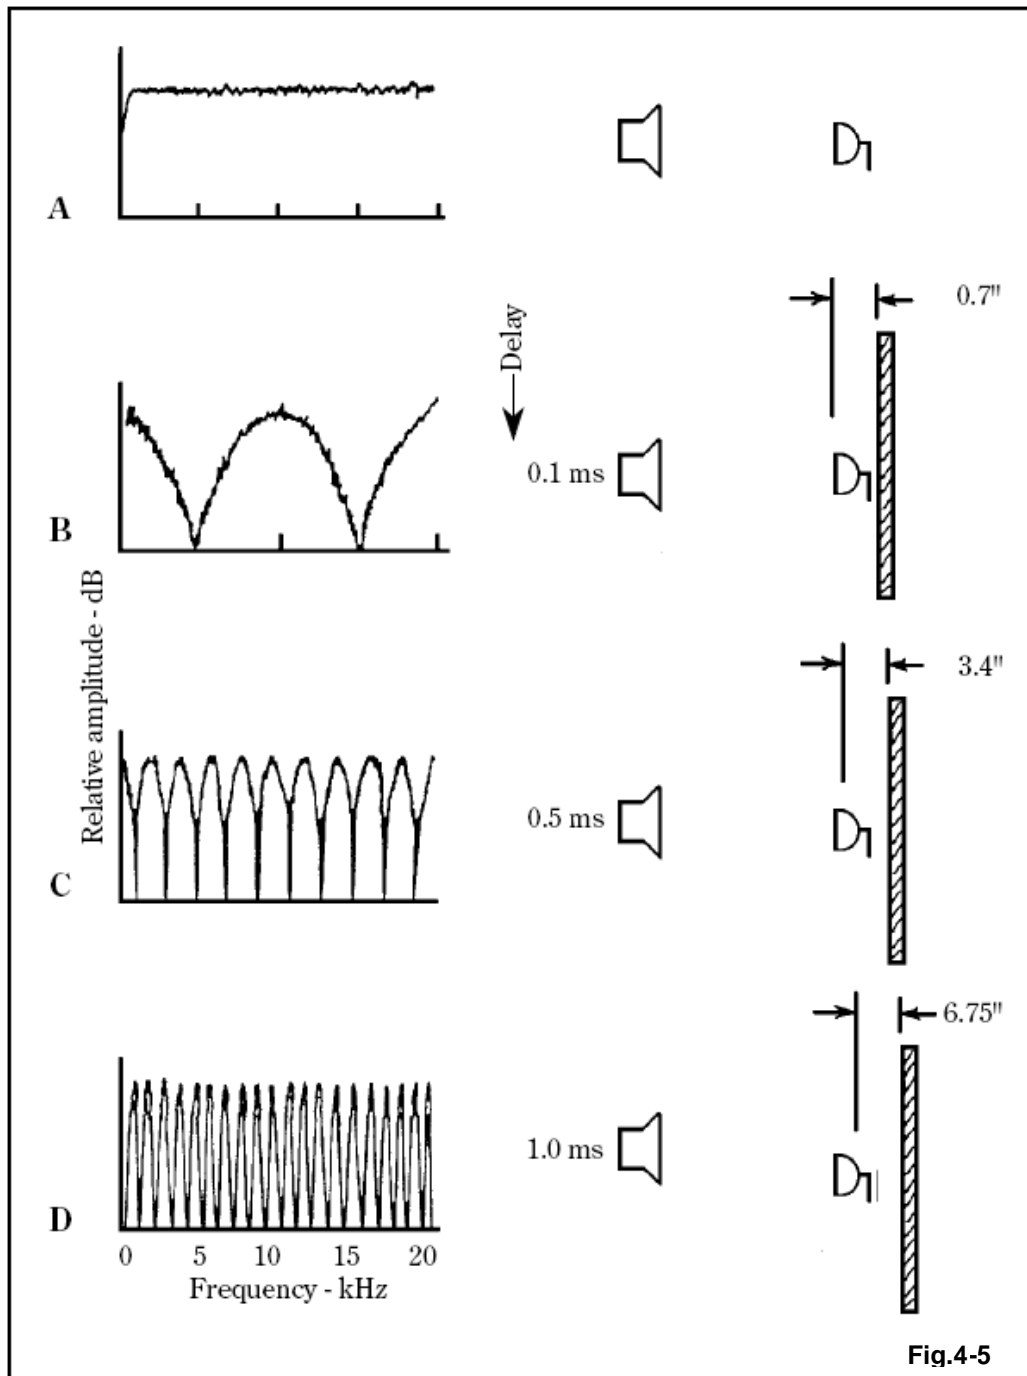 A
0.7"
Delay
0.1 ms
B
Relative amplitude - dB
3.4"
0.5 ms
C
6.75"
1.0 ms
D
0 5 10 15 20
Frequency - kHz
Fig.4-5